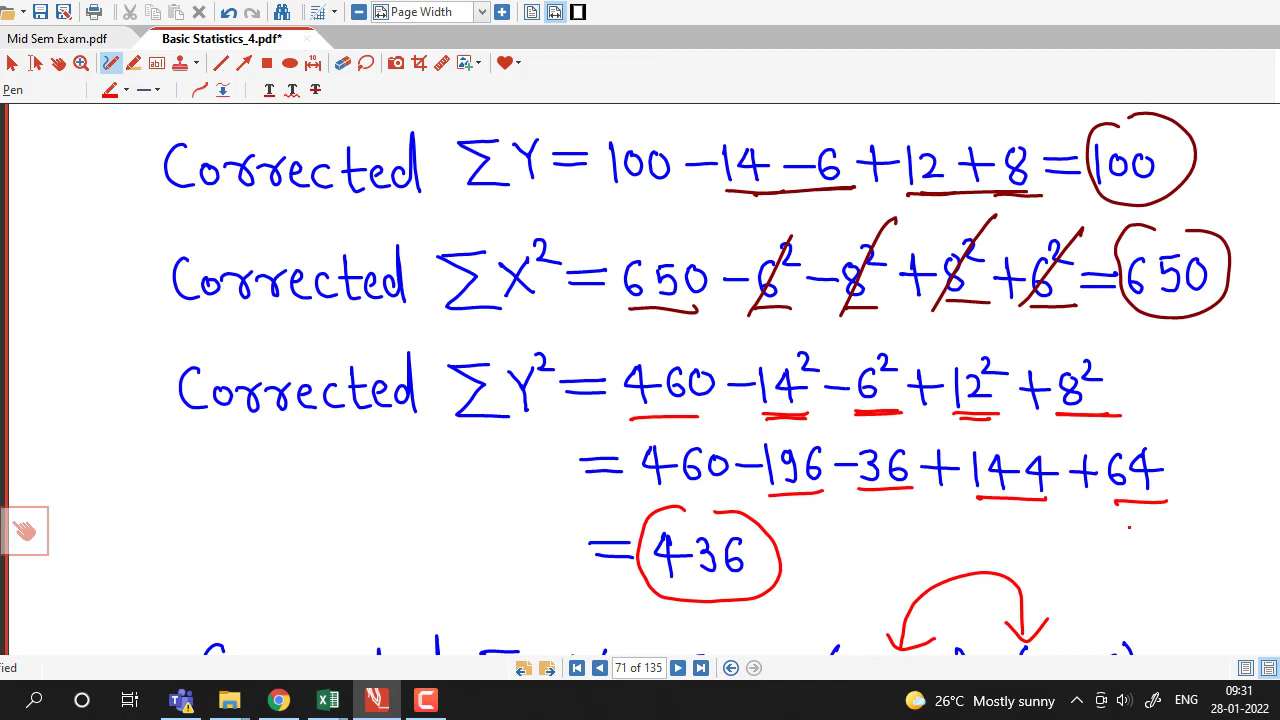 Page Width
Mid Sem Exam.pdf
Basic Statistics_4.pdf*
10
Pen
Corrected ΣY = 100 - 14 - 6 + 12 + 8 = 100
Corrected ΣX² = 650 - 6² - 8² + 8² + 6² = 650
Corrected ΣY² = 460 - 14² - 6² + 12² + 8²
= 460 - 196 - 36 + 144 + 64
= 436
fied
71 of 135
26°C Mostly sunny
ENG
09:31
28-01-2022